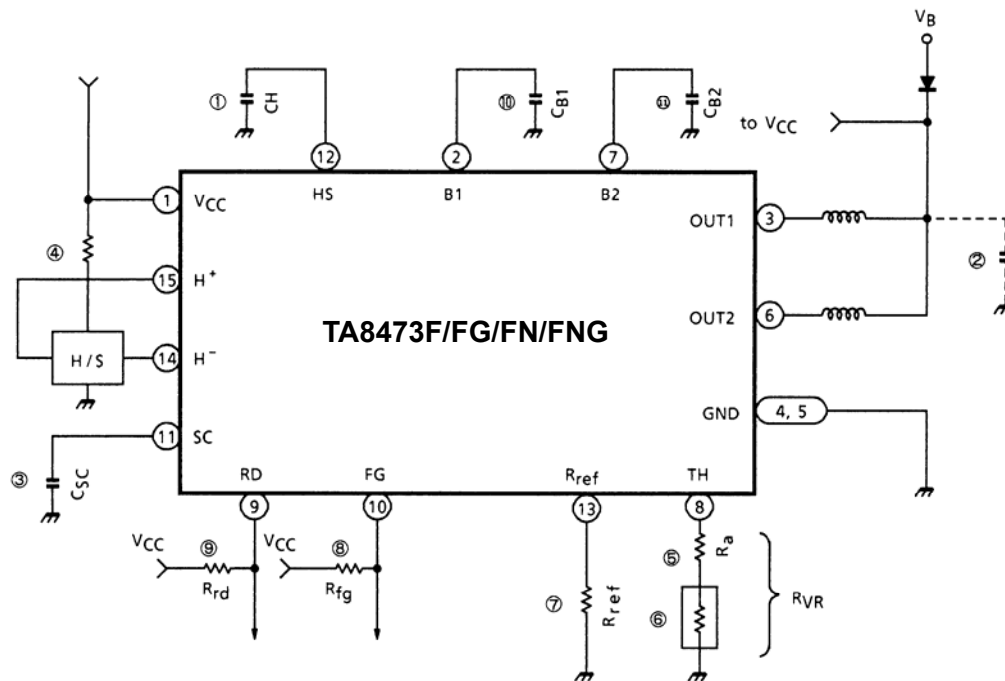 V_B
① CH
⑩ C_B1
⑪ C_B2
to V_CC
12 2 7
HS B1 B2
1 V_CC
OUT1 3
④
②
15 H+
OUT2 6
TA8473F/FG/FN/FNG
H/S
14 H−
GND 4, 5
11 SC
③ C_SC
RD FG R_ref TH
9 10 13 8
V_CC ⑨ V_CC ⑧
R_rd R_fg
⑤ R_a
⑦ R_ref
⑥
R_VR